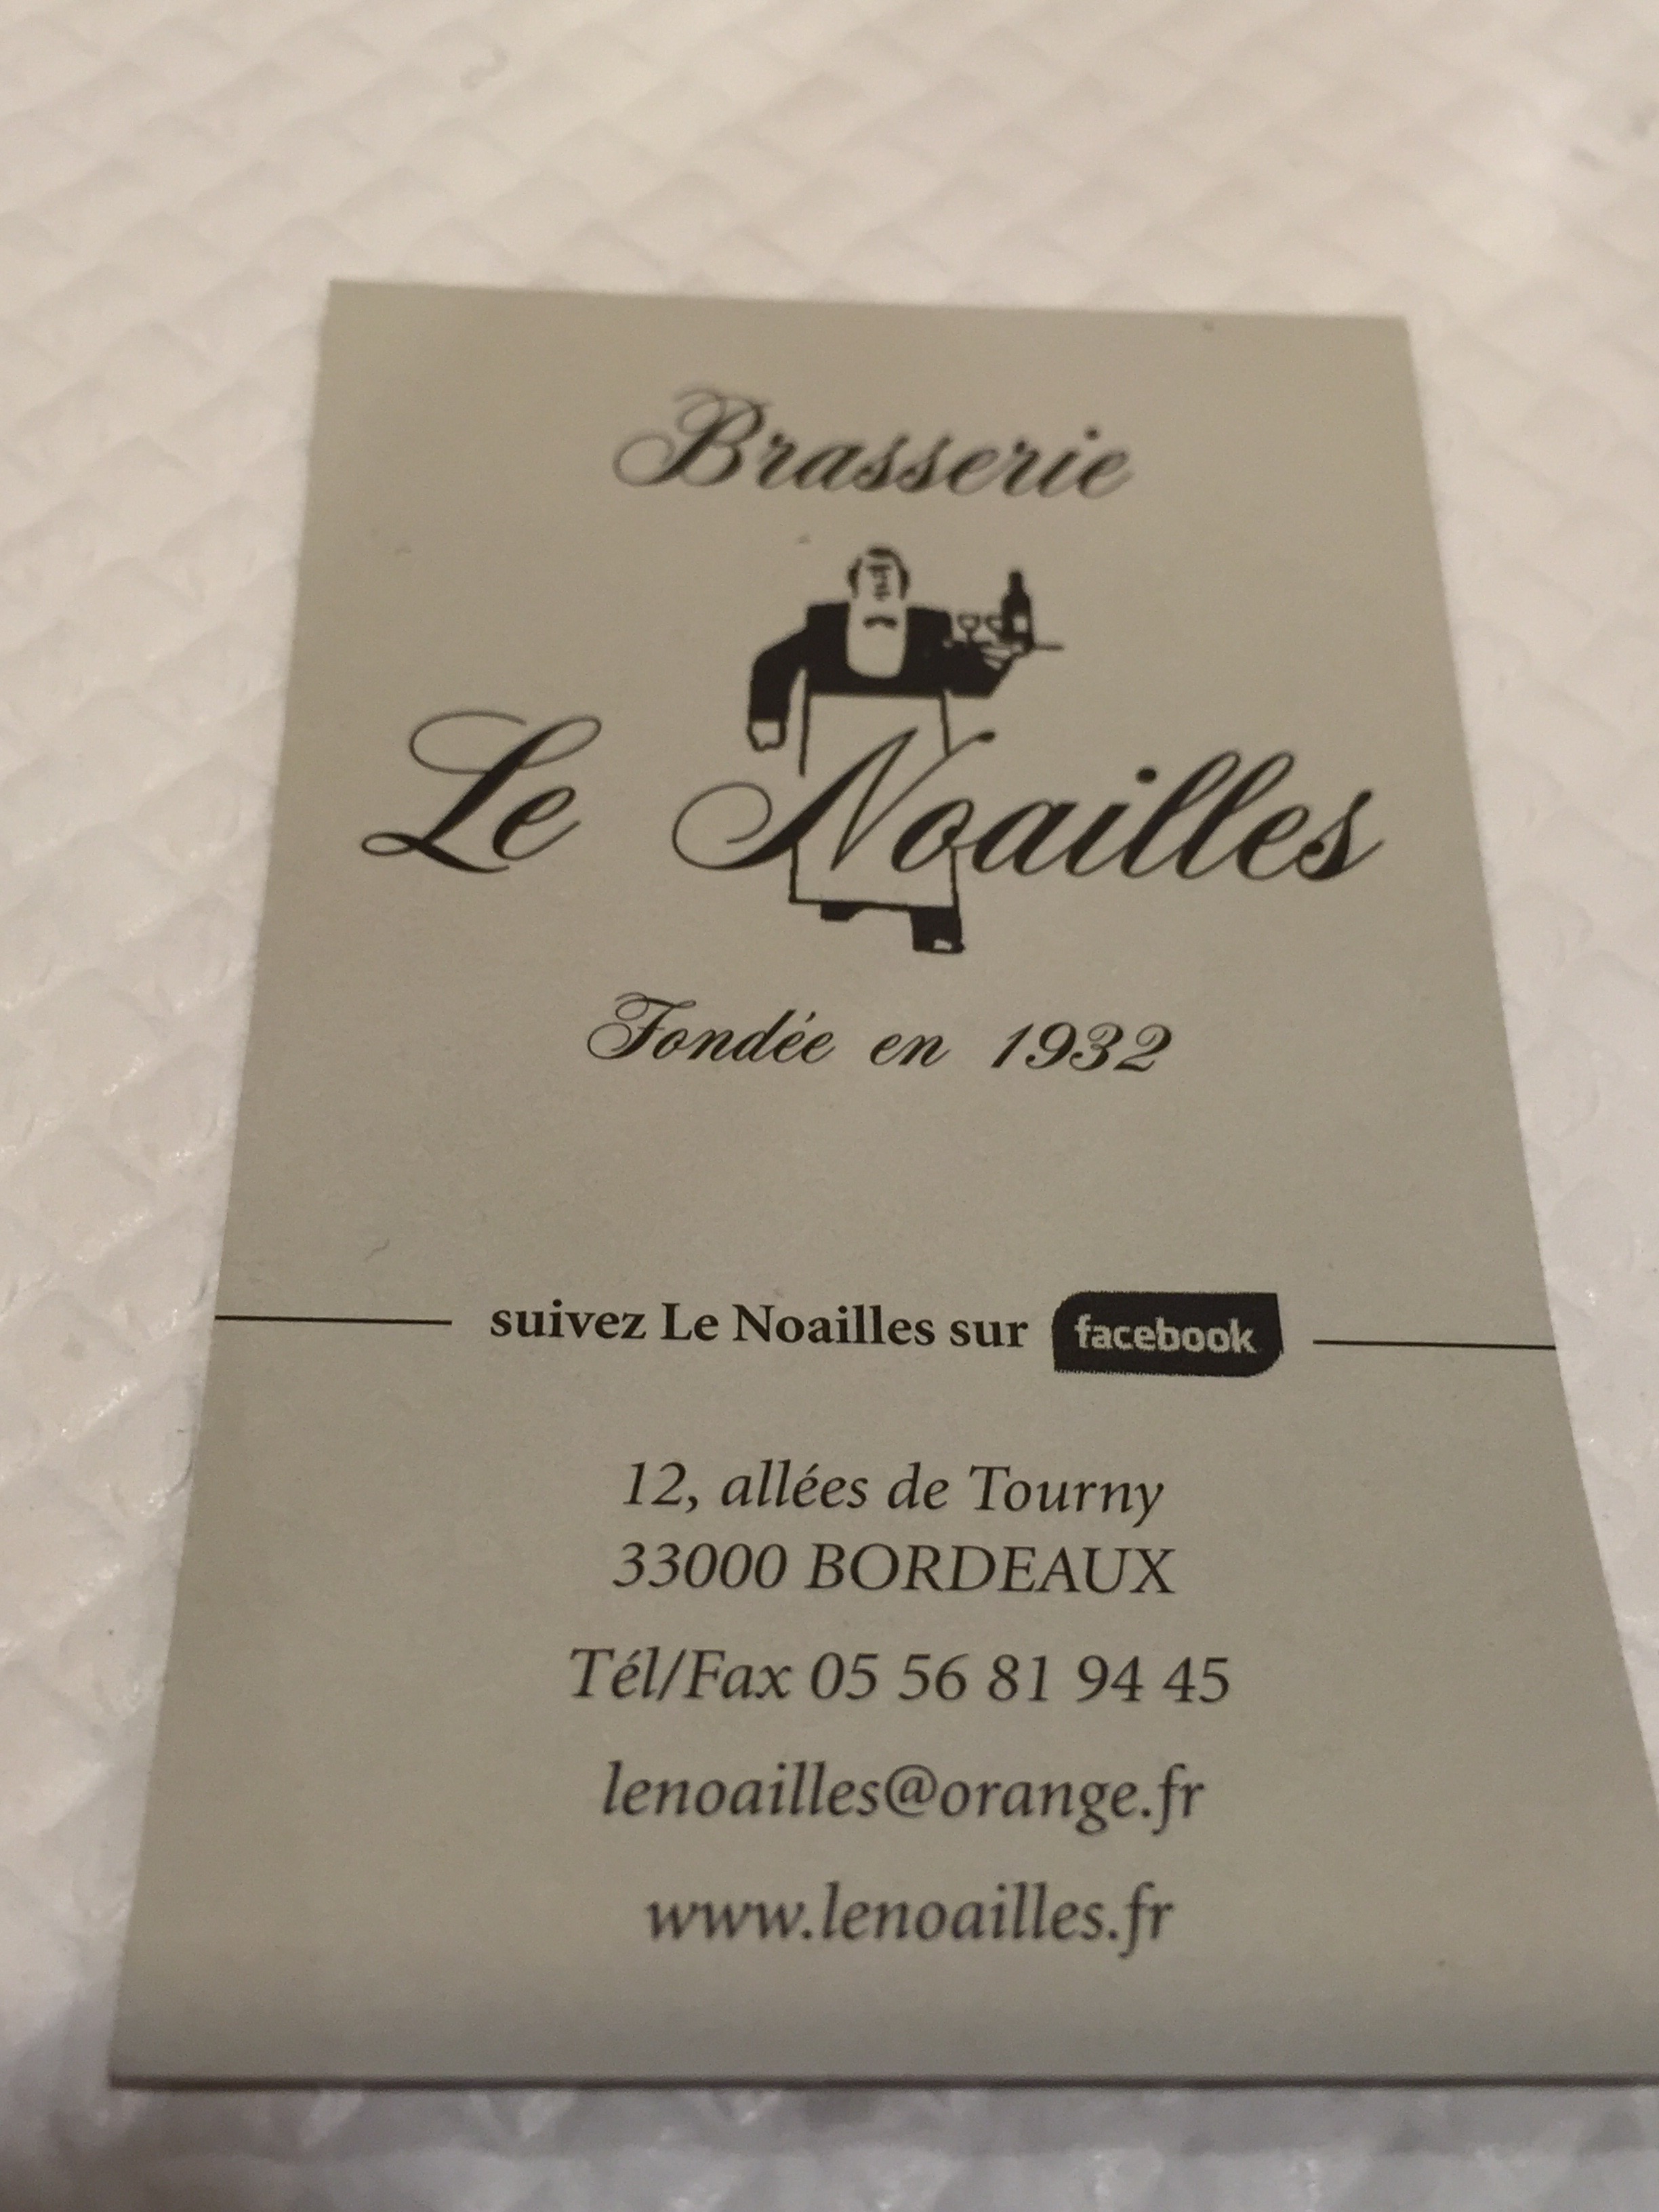 Brasserie
Le Noailles
Fondée en 1932
suivez Le Noailles sur facebook
12, allées de Tourny
33000 BORDEAUX
Tél/Fax 05 56 81 94 45
lenoailles@orange.fr
www.lenoailles.fr